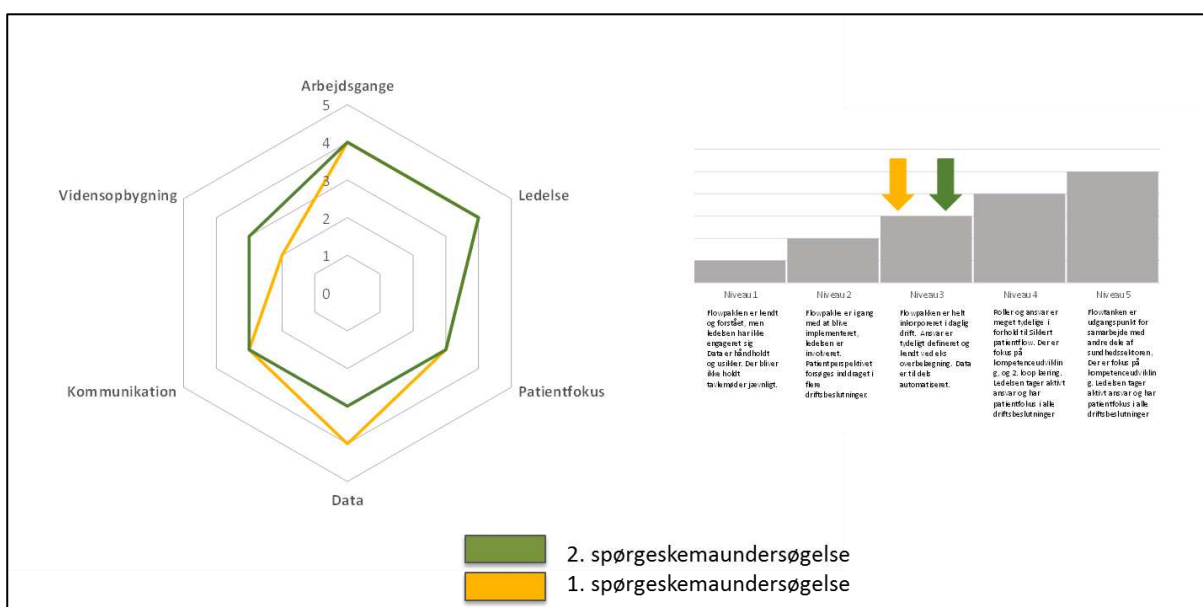 Arbejdsgange
5
4
3
2
1
0
Vidensopbygning
Ledelse
Kommunikation
Patientfokus
Data
Niveau 1
Flowpakken er kendt
og forstået, men
ledelsen har ikke
engageret sig
Data er håndholdt
og usikker. Der bliver
ikke holdt
tavlemøder jævnligt.
Niveau 2
Flowpakke er igang
med at blive
implementeret,
ledelsen er
involveret.
Patientperspektivet
forsøges inddraget i
flere
driftsbeslutninger.
Niveau 3
Flowpakken er helt
inkorporeret i daglig
drift. Ansvar er
tydeligt defineret og
kendt ved eks
overbelægning. Data
er til dels
automatiseret.
Niveau 4
Roller og ansvar er
meget tydelige i
forhold til Sikkert
patientflow. Der er
fokus på
kompetenceudviklin
g, og 2. loop læring.
Ledelsen tager aktivt
ansvar og har
patientfokus i alle
driftsbeslutninger
Niveau 5
Flowtanken er
udgangspunkt for
samarbejde med
andre dele af
sundhedssektoren.
Der er fokus på
kompetenceudviklin
g. Ledelsen tager
aktivt ansvar og har
patientfokus i alle
driftsbeslutninger
2. spørgeskemaundersøgelse
1. spørgeskemaundersøgelse